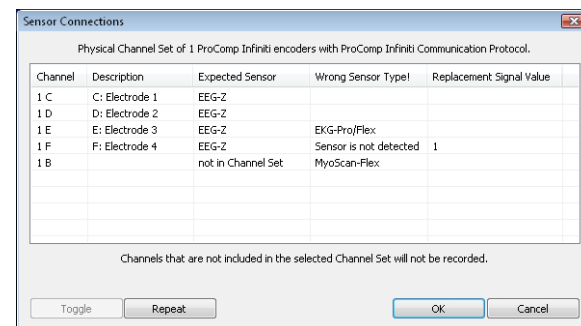 Sensor Connections
Physical Channel Set of 1 ProComp Infiniti encoders with ProComp Infiniti Communication Protocol.
Channel Description Expected Sensor Wrong Sensor Type! Replacement Signal Value
1 C C: Electrode 1 EEG-Z
1 D D: Electrode 2 EEG-Z
1 E E: Electrode 3 EEG-Z EKG-Pro/Flex
1 F F: Electrode 4 EEG-Z Sensor is not detected 1
1 B not in Channel Set MyoScan-Flex
Channels that are not included in the selected Channel Set will not be recorded.
Toggle Repeat OK Cancel